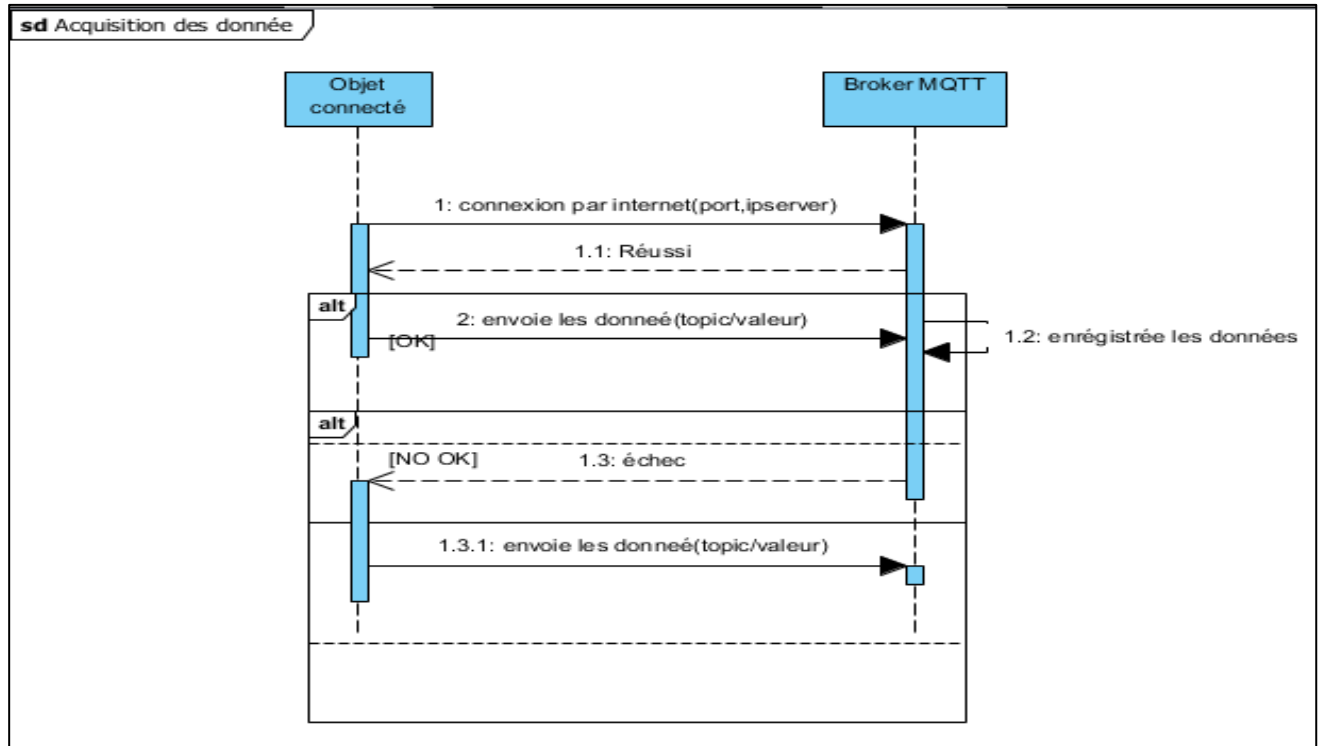 sd Acquisition des donnée
Objet
connecté
Broker MQTT
1: connexion par internet(port,ipserver)
1.1: Réussi
alt
2: envoie les donneé(topic/valeur)
[OK]
1.2: enrégistrée les données
alt
[NO OK]
1.3: échec
1.3.1: envoie les donneé(topic/valeur)